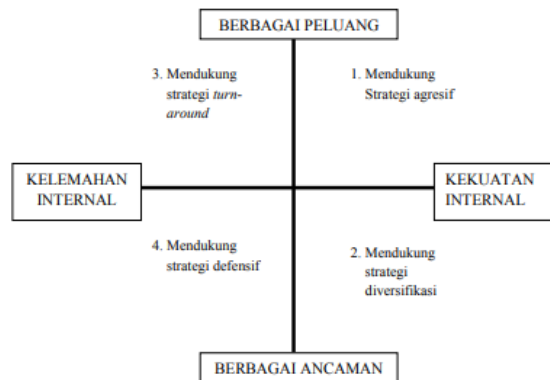 BERBAGAI PELUANG
3. Mendukung
strategi turn-
around
1. Mendukung
Strategi agresif
KELEMAHAN
INTERNAL
KEKUATAN
INTERNAL
4. Mendukung
strategi defensif
2. Mendukung
strategi
diversifikasi
BERBAGAI ANCAMAN